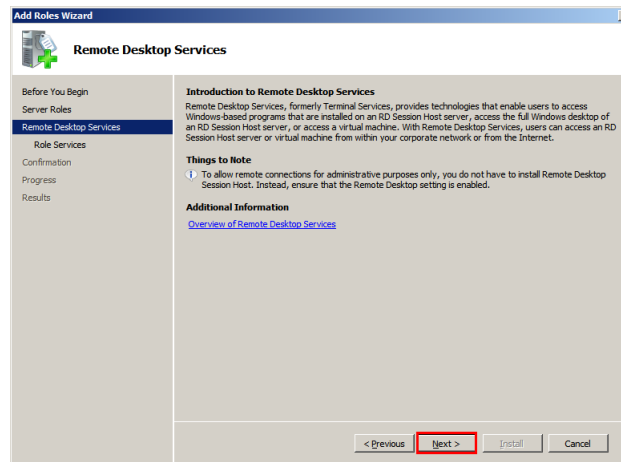 Add Roles Wizard
Remote Desktop Services
Before You Begin
Server Roles
Remote Desktop Services
Role Services
Confirmation
Progress
Results
Introduction to Remote Desktop Services
Remote Desktop Services, formerly Terminal Services, provides technologies that enable users to access
Windows-based programs that are installed on an RD Session Host server, access the full Windows desktop of
an RD Session Host server, or access a virtual machine. With Remote Desktop Services, users can access an RD
Session Host server or virtual machine from within your corporate network or from the Internet.
Things to Note
To allow remote connections for administrative purposes only, you do not have to install Remote Desktop
Session Host. Instead, ensure that the Remote Desktop setting is enabled.
Additional Information
Overview of Remote Desktop Services
< Previous Next > Install Cancel